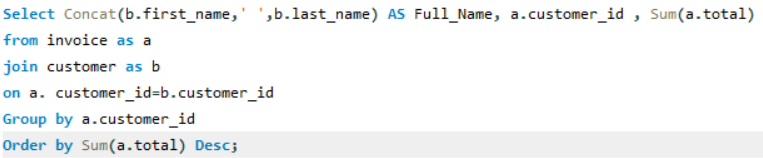 Select Concat(b.first_name,' ',b.last_name) AS Full_Name, a.customer_id , Sum(a.total)
from invoice as a
join customer as b
on a. customer_id=b.customer_id
Group by a.customer_id
Order by Sum(a.total) Desc;